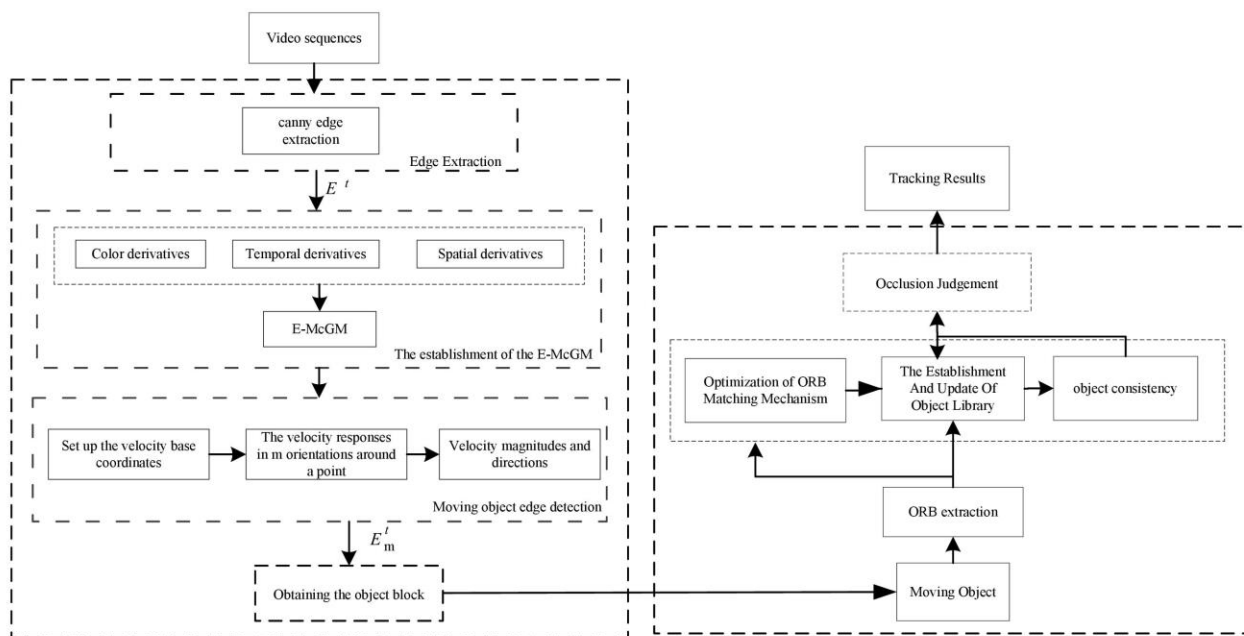 Video sequences
canny edge
extraction
Edge Extraction
E t
Color derivatives
Temporal derivatives
Spatial derivatives
E-McGM
The establishment of the E-McGM
Set up the velocity base
coordinates
The velocity responses
in m orientations around
a point
Velocity magnitudes and
directions
Moving object edge detection
E t m
Obtaining the object block
Tracking Results
Occlusion Judgement
Optimization of ORB
Matching Mechanism
The Establishment
And Update Of
Object Library
object consistency
ORB extraction
Moving Object